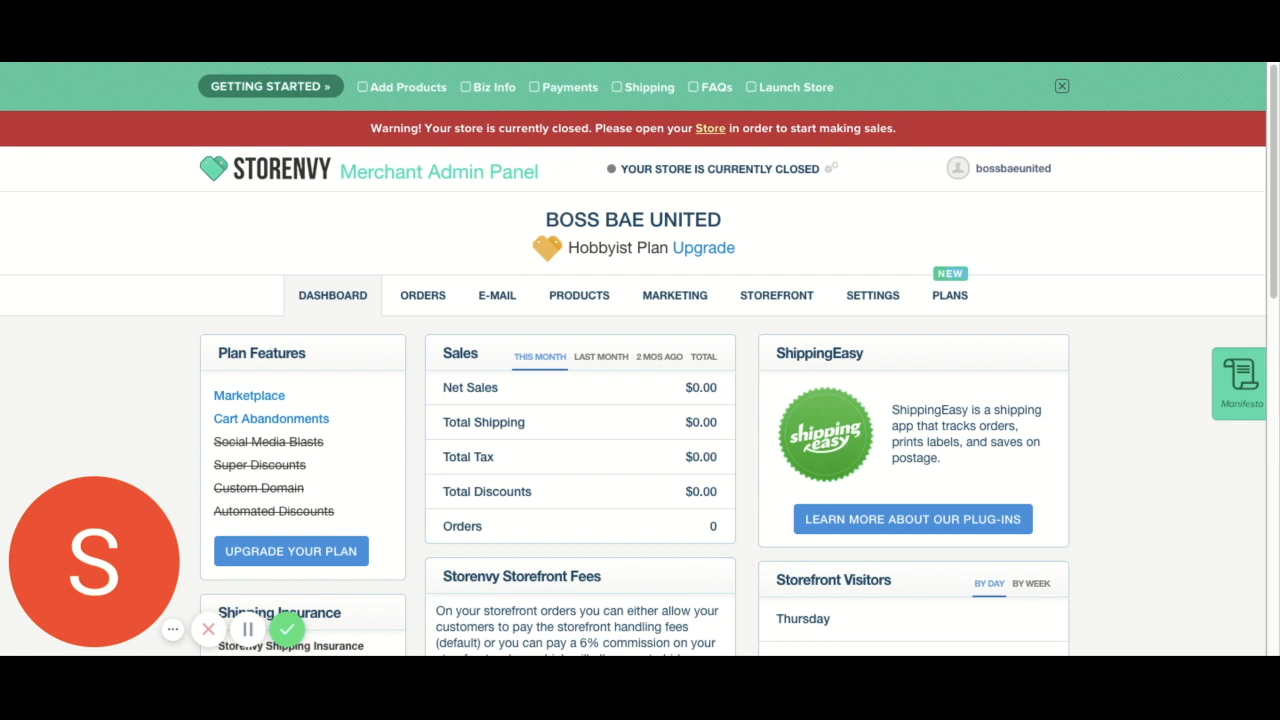 GETTING STARTED » Add Products Biz Info Payments Shipping FAQs Launch Store
Warning! Your store is currently closed. Please open your Store in order to start making sales.
STORENVY Merchant Admin Panel
YOUR STORE IS CURRENTLY CLOSED
bossbaeunited
BOSS BAE UNITED
Hobbyist Plan Upgrade
NEW
DASHBOARD ORDERS E-MAIL PRODUCTS MARKETING STOREFRONT SETTINGS PLANS
Plan Features
Marketplace
Cart Abandonments
Social Media Blasts
Super Discounts
Custom Domain
Automated Discounts
UPGRADE YOUR PLAN
Shipping Insurance
Storenvy Shipping Insurance
Sales THIS MONTH LAST MONTH 2 MOS AGO TOTAL
Net Sales $0.00
Total Shipping $0.00
Total Tax $0.00
Total Discounts $0.00
Orders 0
Storenvy Storefront Fees
On your storefront orders you can either allow your
customers to pay the storefront handling fees
(default) or you can pay a 6% commission on your
ShippingEasy
shipping
easy
ShippingEasy is a shipping
app that tracks orders,
prints labels, and saves on
postage.
LEARN MORE ABOUT OUR PLUG-INS
Storefront Visitors BY DAY BY WEEK
Thursday
Manifesto
S